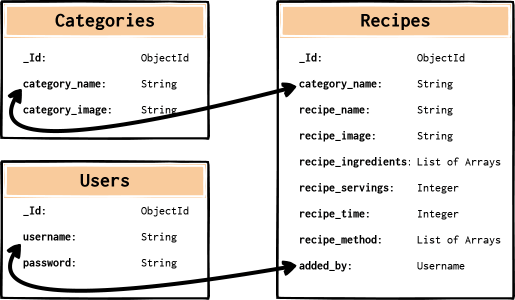 Categories
_Id: ObjectId
category_name: String
category_image: String
Users
_Id: ObjectId
username: String
password: String
Recipes
_Id: ObjectId
category_name: String
recipe_name: String
recipe_image: String
recipe_ingredients: List of Arrays
recipe_servings: Integer
recipe_time: Integer
recipe_method: List of Arrays
added_by: Username